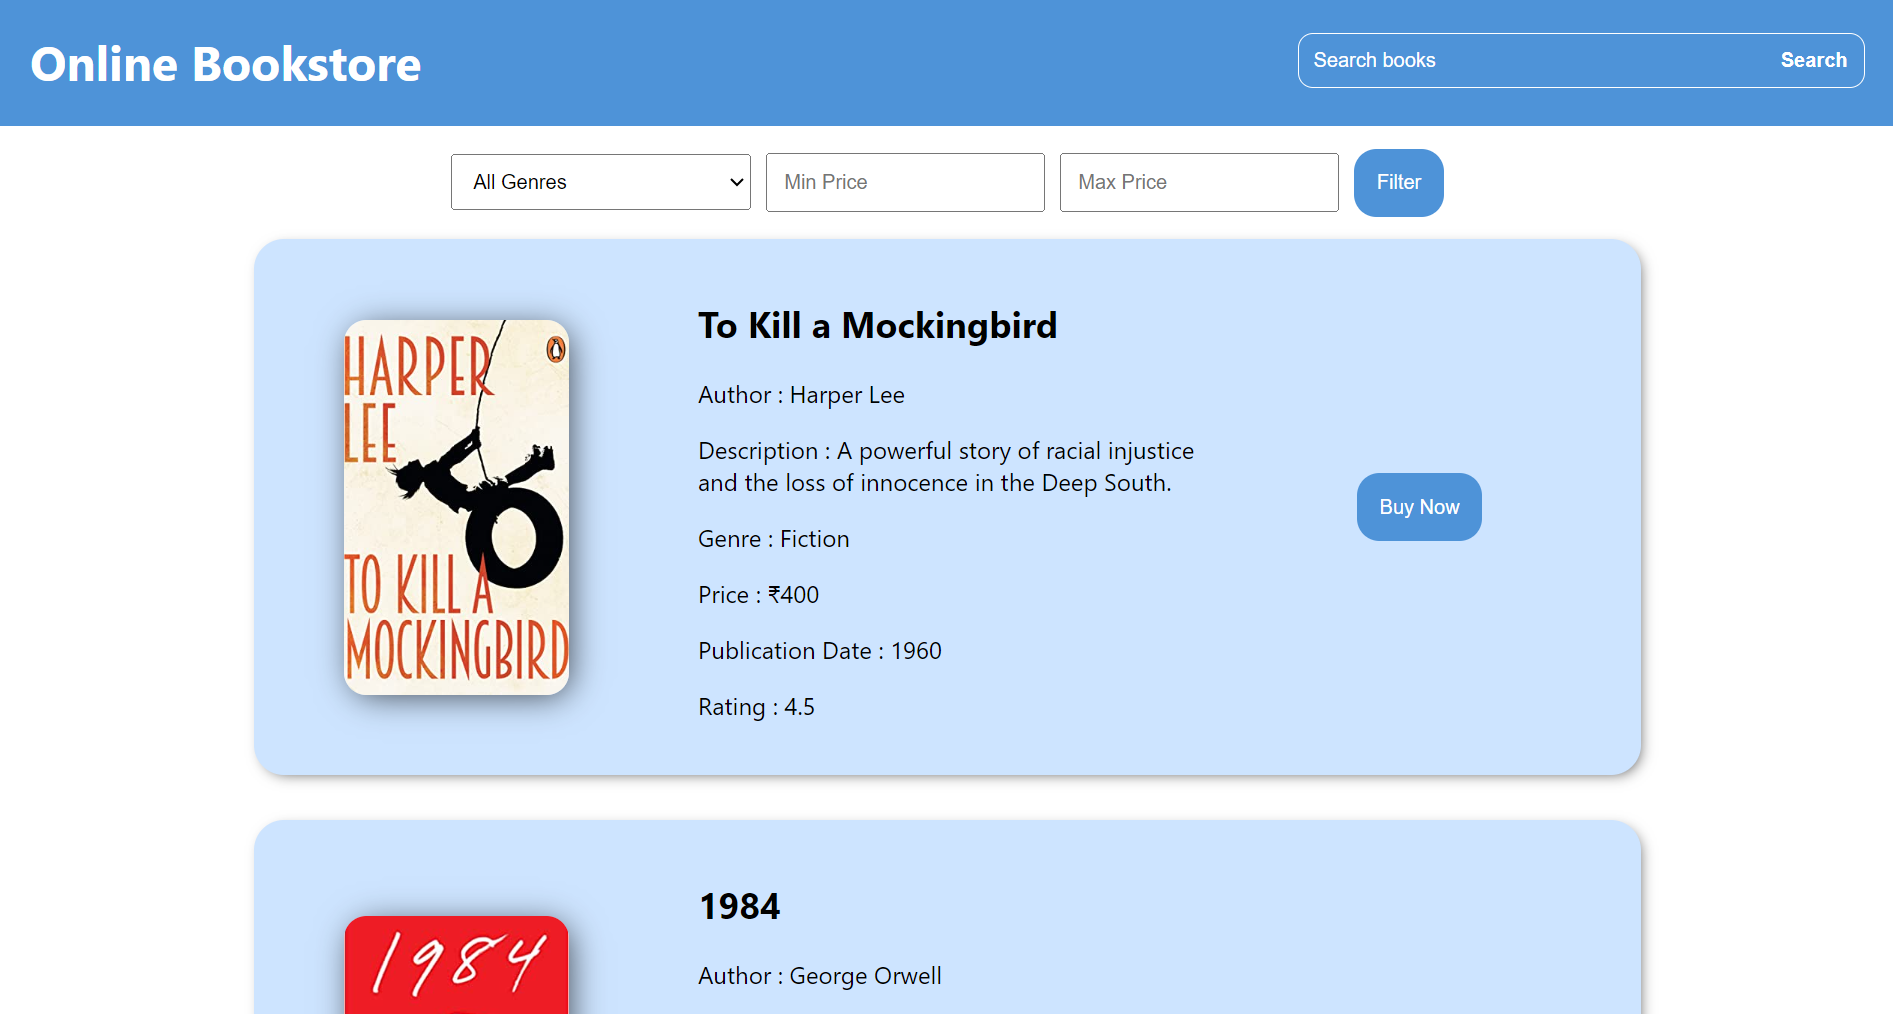 Online Bookstore
Search books
Search
All Genres
Min Price
Max Price
Filter
HARPER
LEE
TO KILL A
MOCKINGBIRD
To Kill a Mockingbird
Author : Harper Lee
Description : A powerful story of racial injustice
and the loss of innocence in the Deep South.
Genre : Fiction
Price : ₹400
Publication Date : 1960
Rating : 4.5
Buy Now
1984
1984
Author : George Orwell